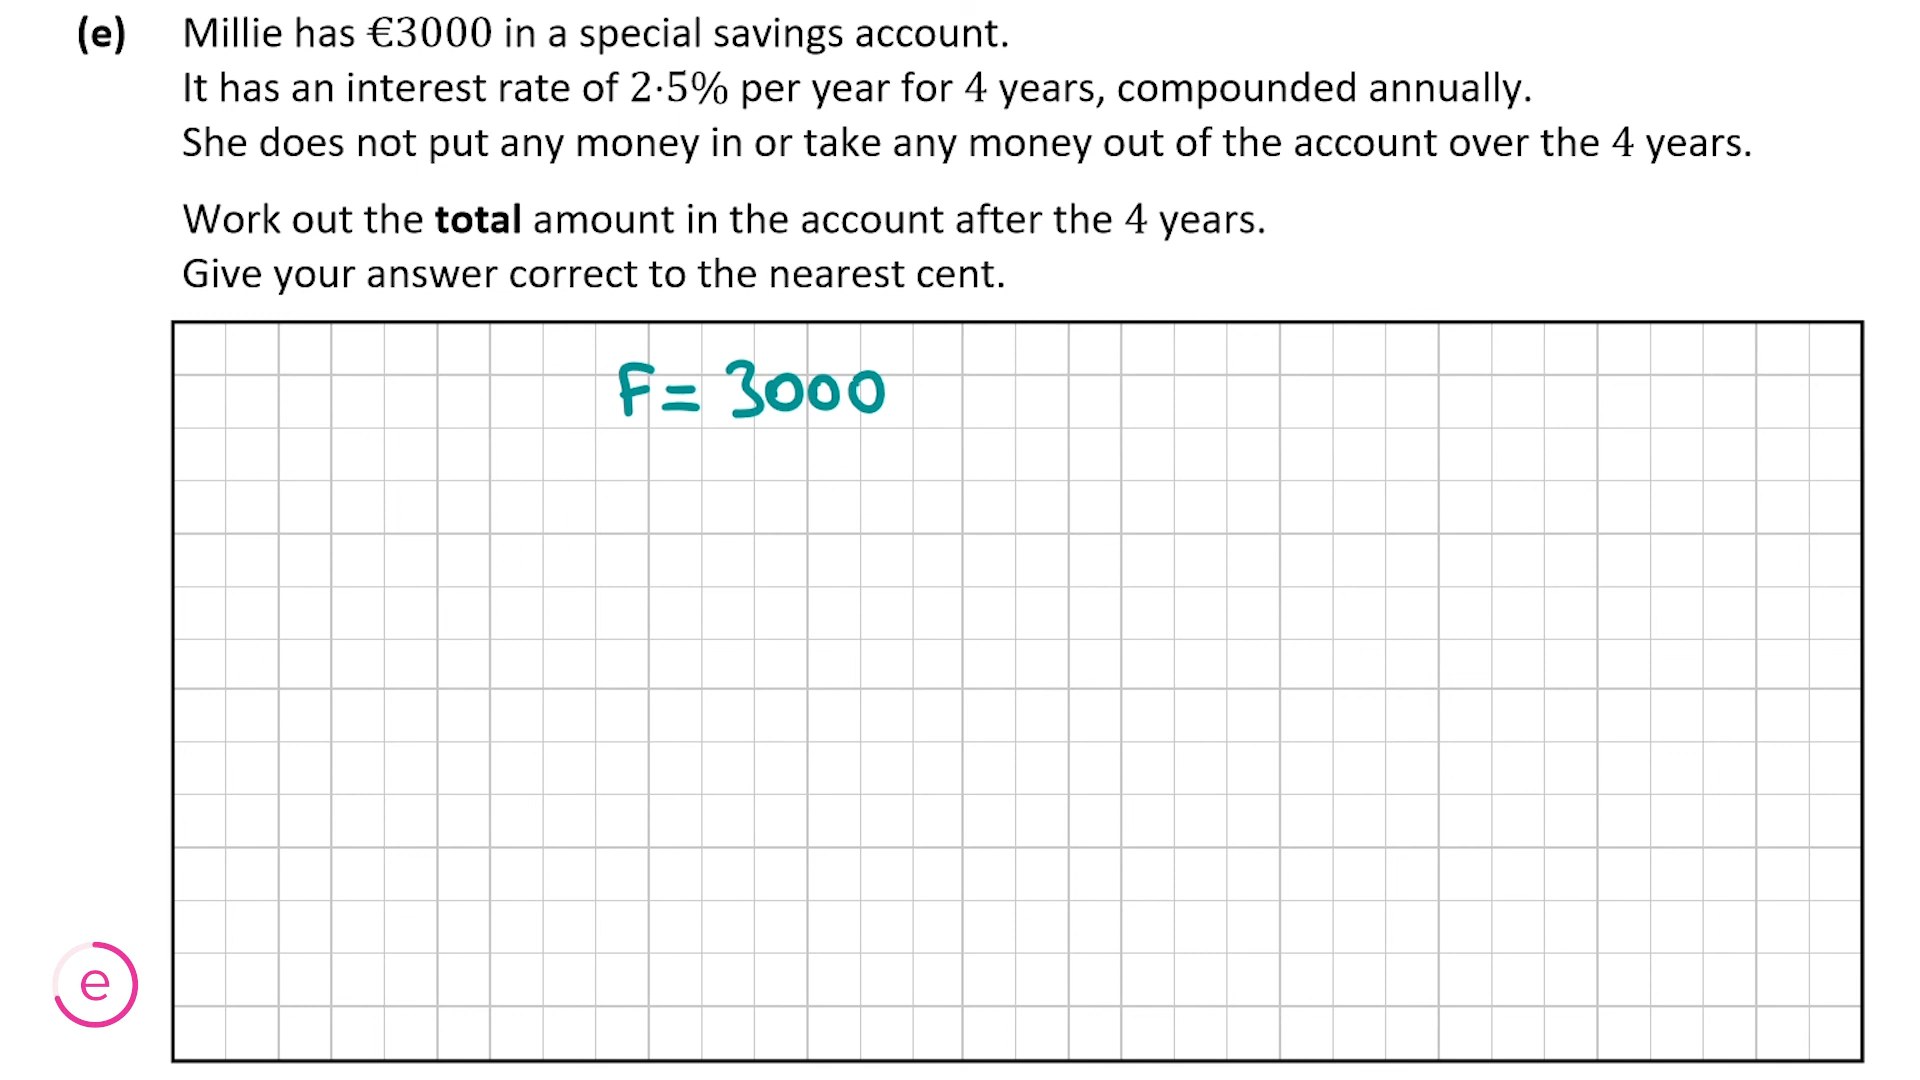 (e) Millie has €3000 in a special savings account.
It has an interest rate of 2·5% per year for 4 years, compounded annually.
She does not put any money in or take any money out of the account over the 4 years.
Work out the total amount in the account after the 4 years.
Give your answer correct to the nearest cent.
F = 3000
e